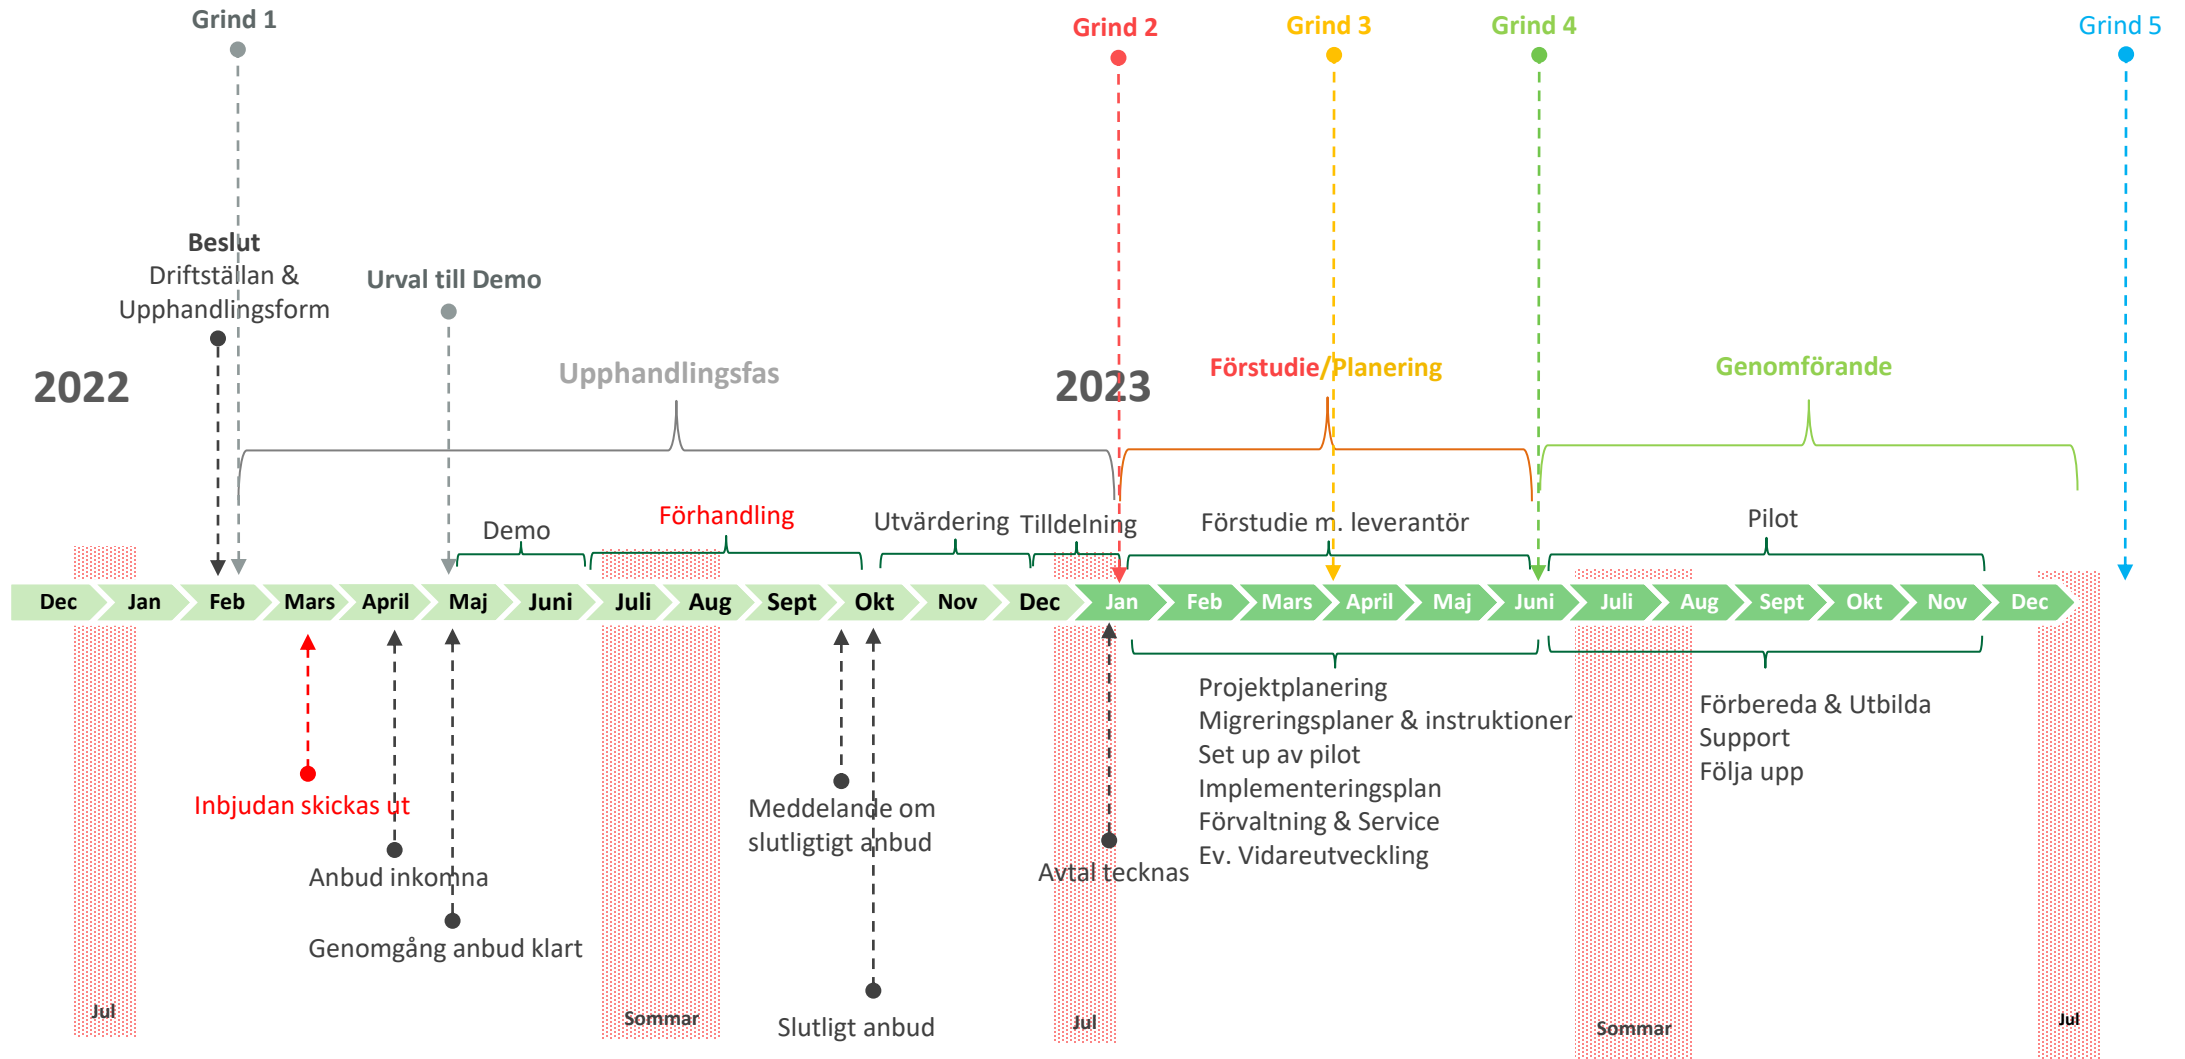 Grind 1
Grind 2
Grind 3
Grind 4
Grind 5
Beslut
Driftställan &
Upphandlingsform
Urval till Demo
2022
Upphandlingsfas
2023
Förstudie/Planering
Genomförande
Demo
Förhandling
Utvärdering
Tilldelning
Förstudie m. leverantör
Pilot
Dec
Jan
Feb
Mars
April
Maj
Juni
Juli
Aug
Sept
Okt
Nov
Dec
Jan
Feb
Mars
April
Maj
Juni
Juli
Aug
Sept
Okt
Nov
Dec
Inbjudan skickas ut
Anbud inkomna
Genomgång anbud klart
Meddelande om
slutligtigt anbud
Slutligt anbud
Avtal tecknas
Projektplanering
Migreringsplaner & instruktioner
Set up av pilot
Implementeringsplan
Förvaltning & Service
Ev. Vidareutveckling
Förbereda & Utbilda
Support
Följa upp
Jul
Sommar
Jul
Sommar
Jul